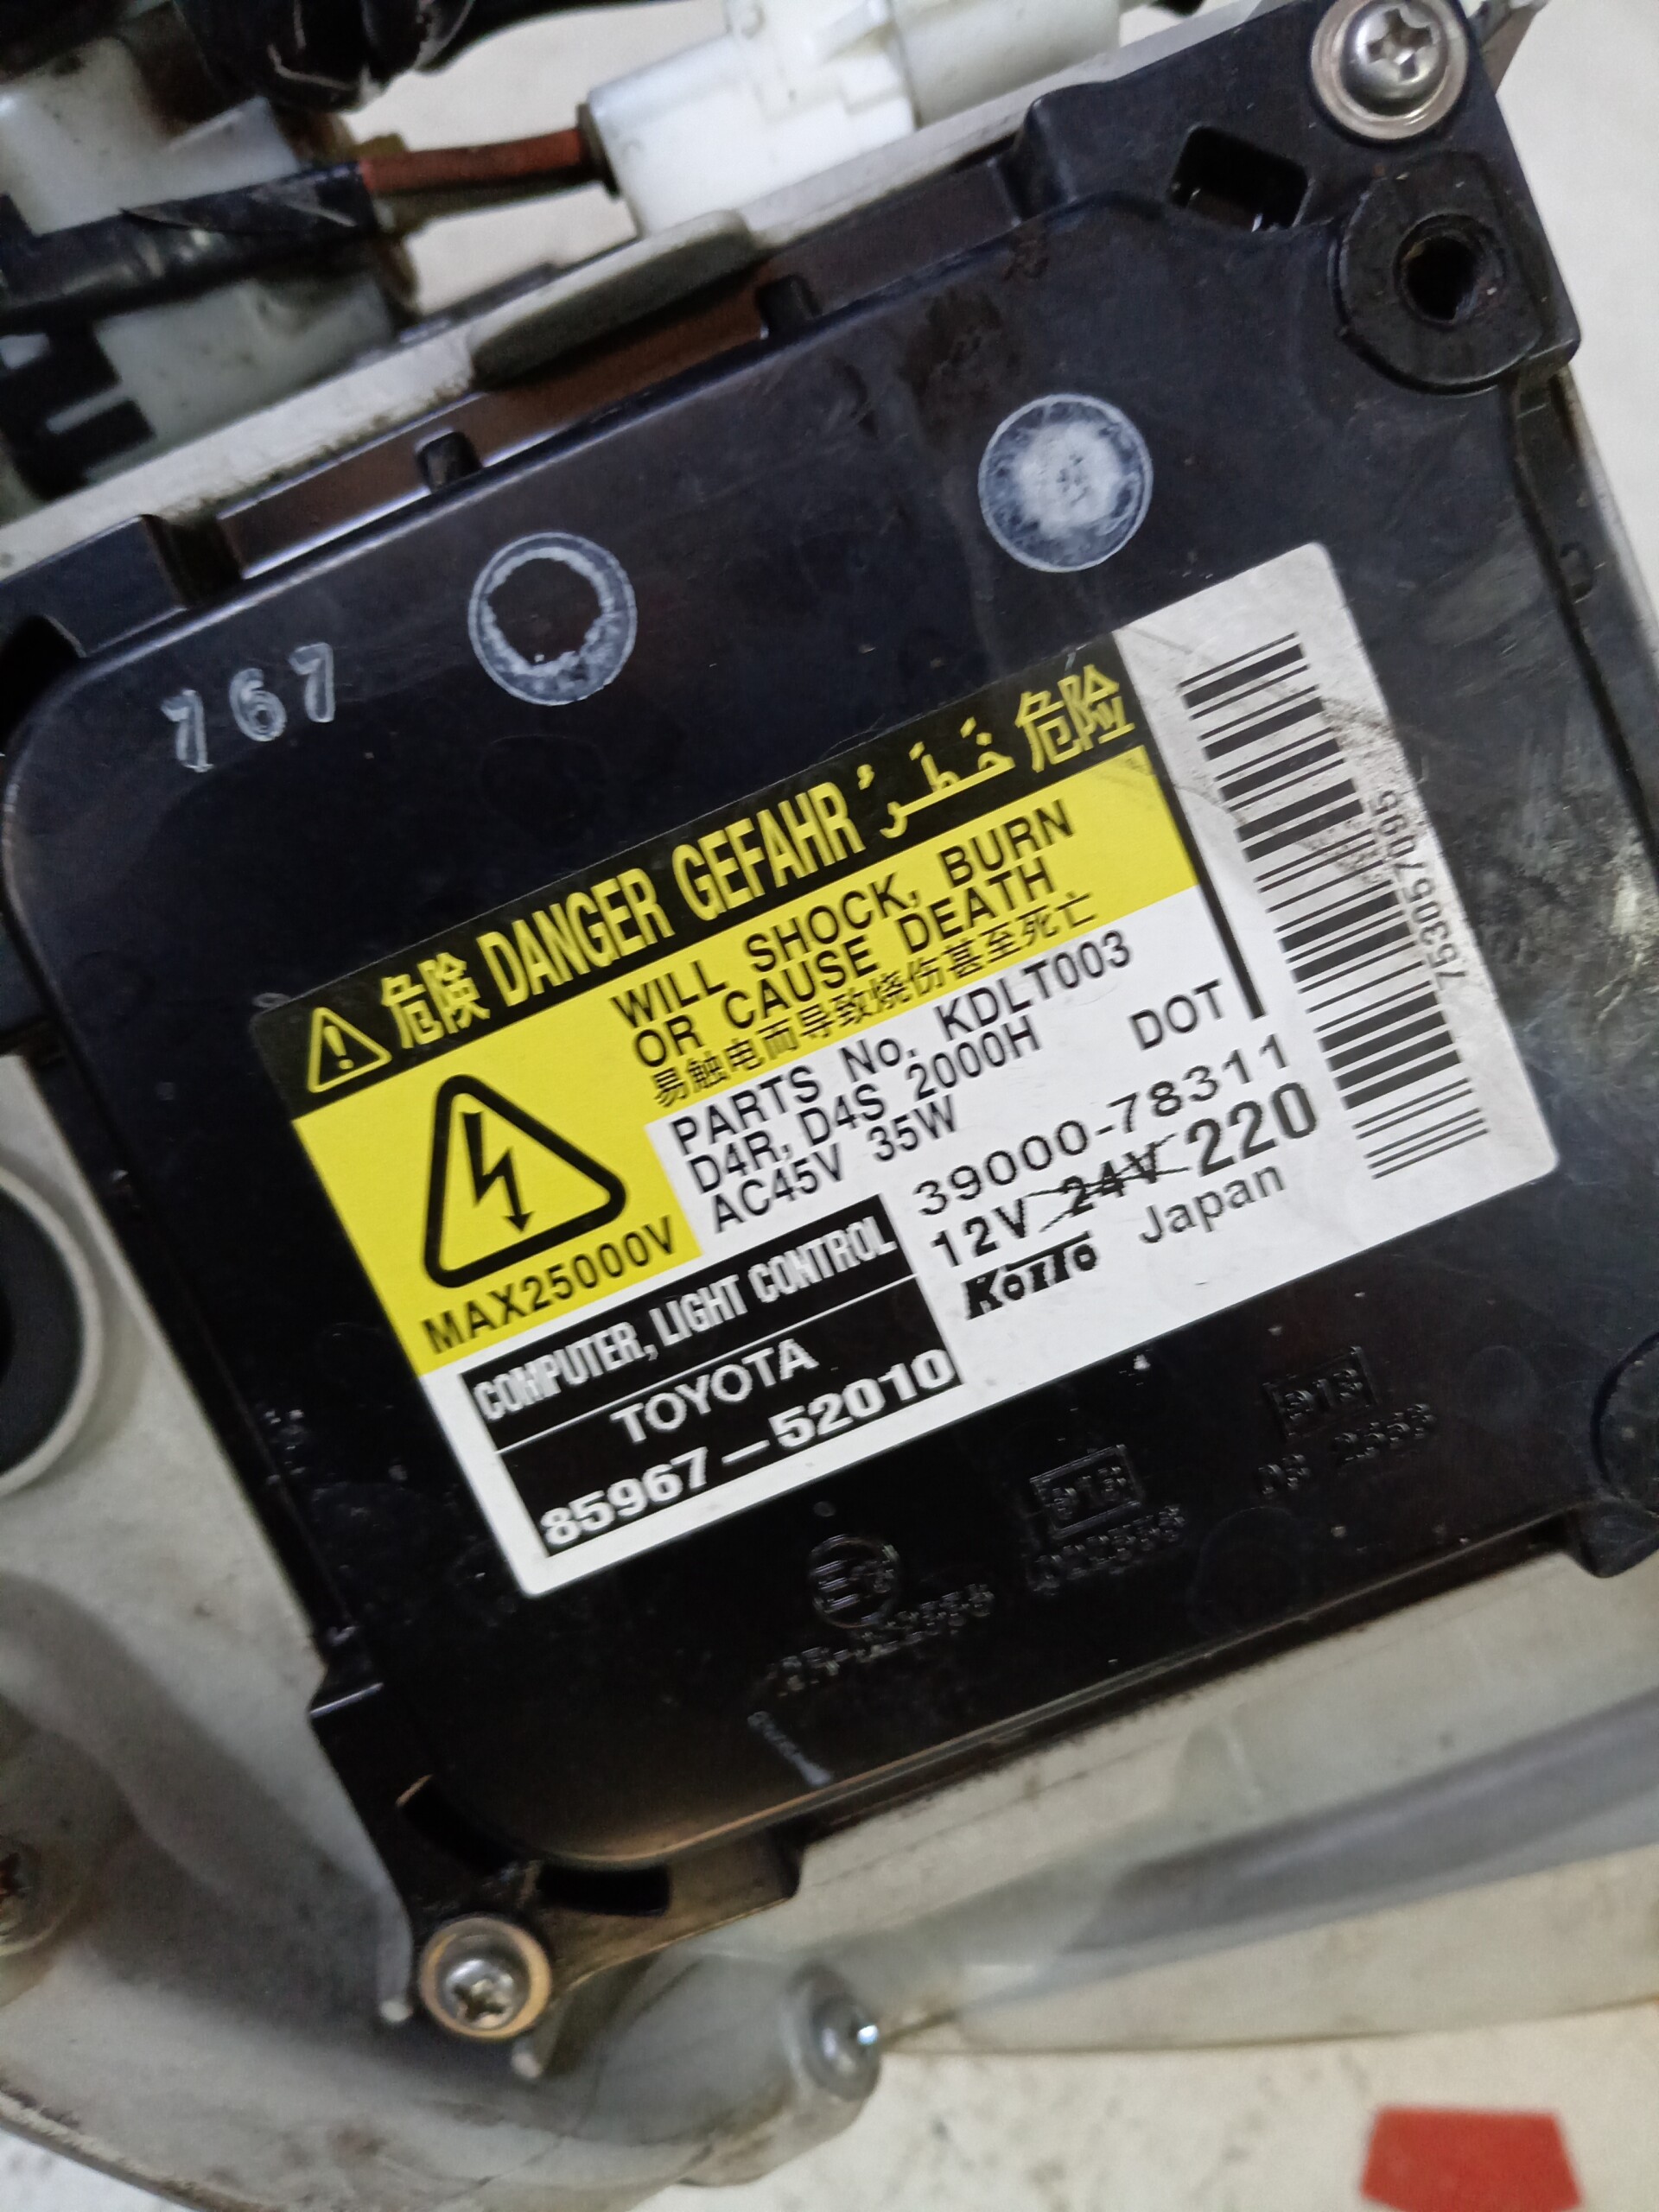 767
危険 DANGER GEFAHR خَطَرُ 危险
WILL SHOCK, BURN
OR CAUSE DEATH
易触电而导致烧伤甚至死亡
MAX25000V
PARTS No. KDLT003
D4R, D4S 2000H DOT
AC45V 35W
39000-78311
12V 24V 220
KOITO Japan
COMPUTER, LIGHT CONTROL
TOYOTA
85967-52010